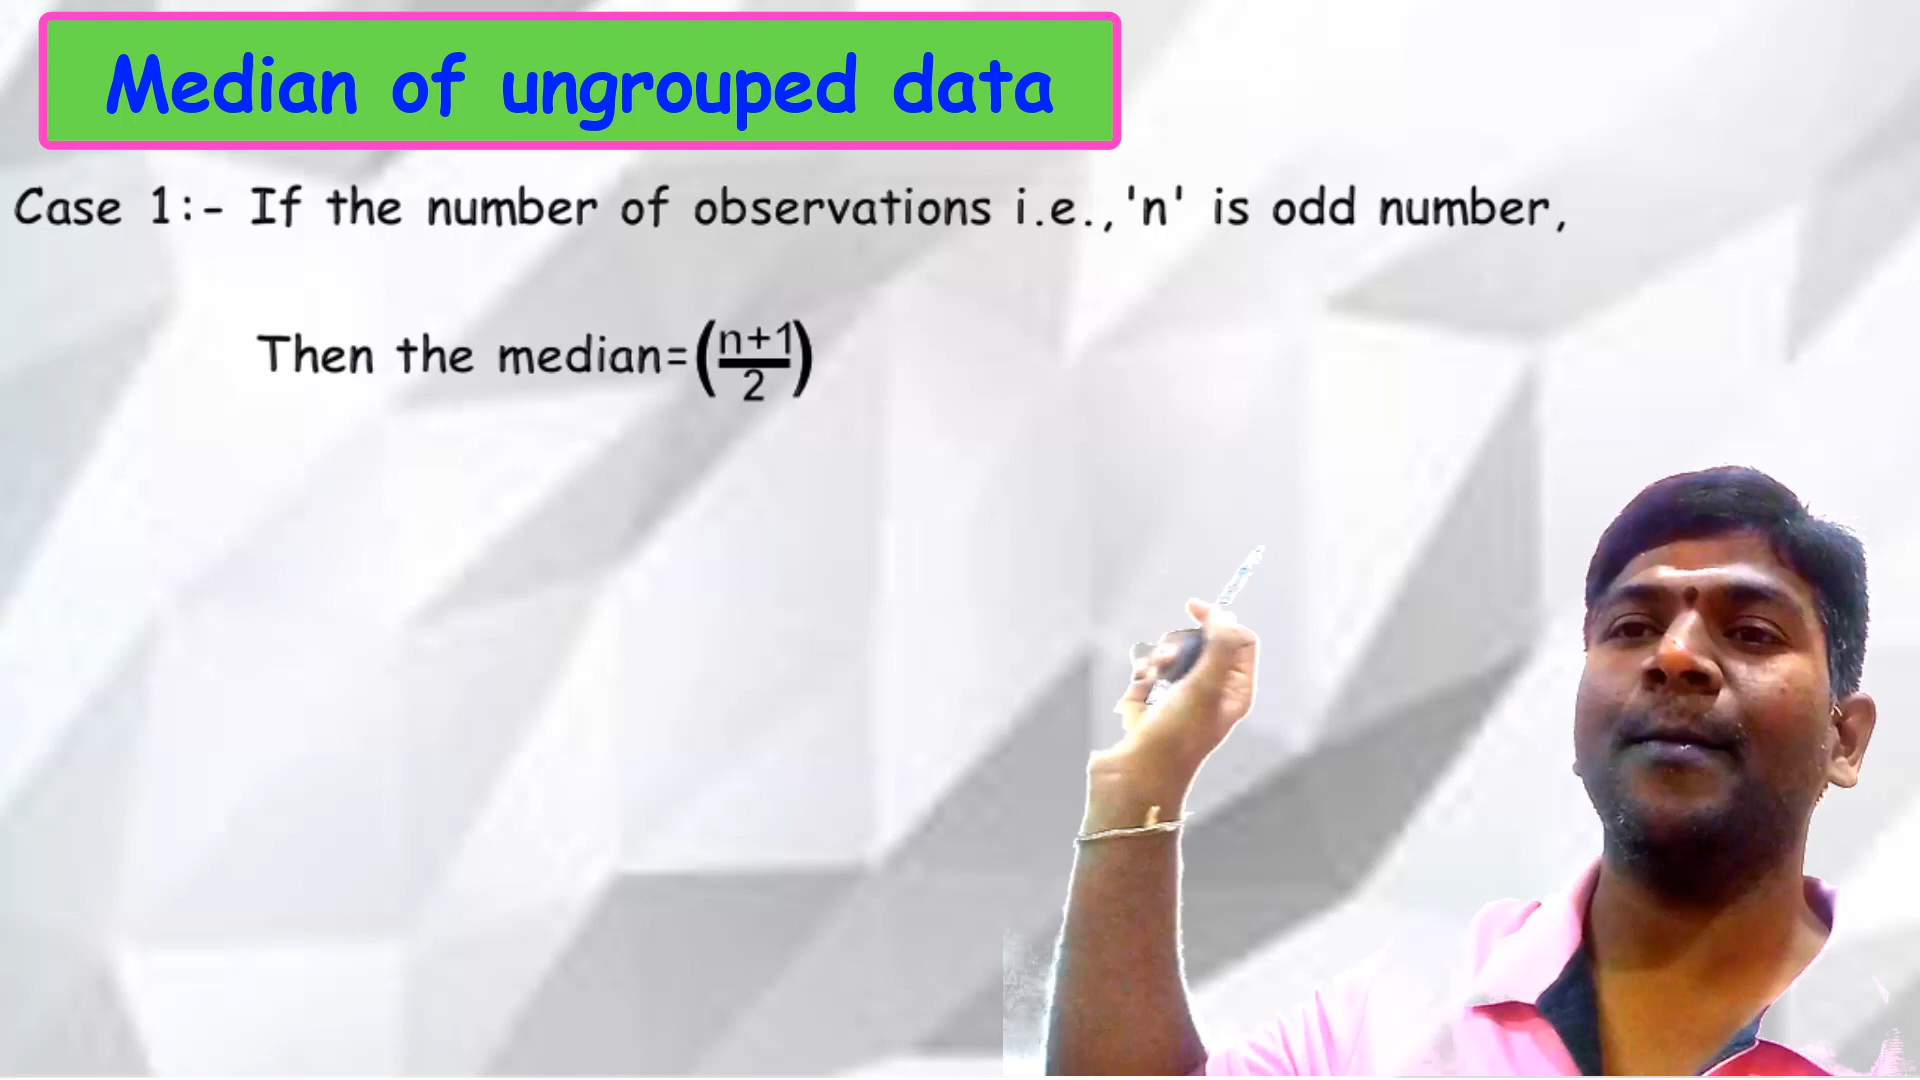 Median of ungrouped data
Case 1:- If the number of observations i.e.,'n' is odd number,
Then the median=(n+1/2)